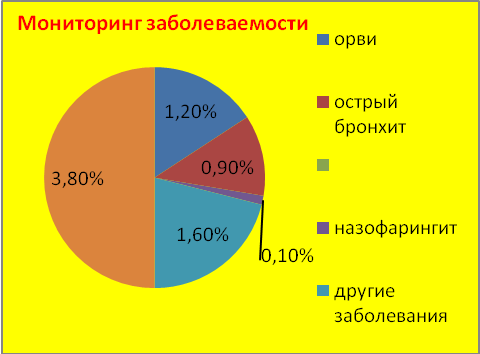 Мониторинг заболеваемости
орви
острый
бронхит
назофарингит
другие
заболевания
1,20%
0,90%
0,10%
1,60%
3,80%